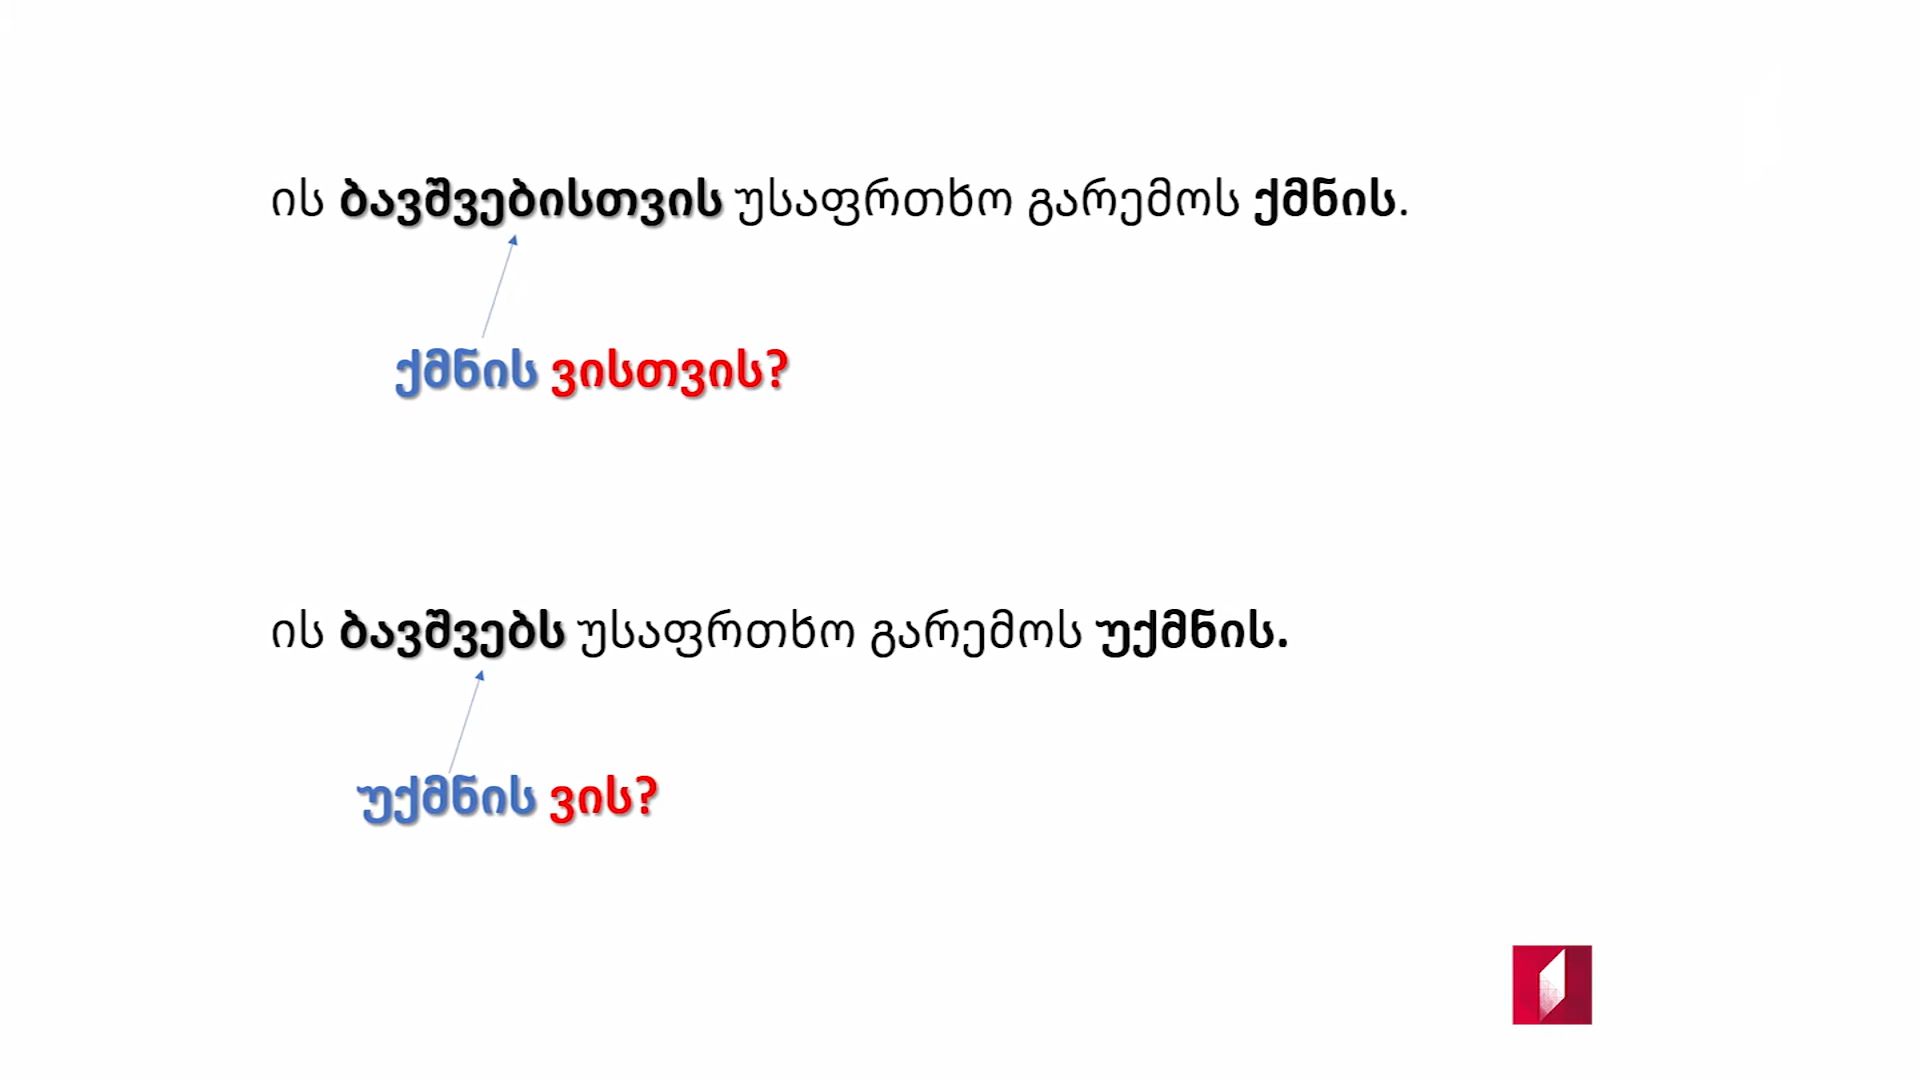 ის ბავშვებისთვის უსაფრთხო გარემოს ქმნის.
ქმნის ვისთვის?
ის ბავშვებს უსაფრთხო გარემოს უქმნის.
უქმნის ვის?